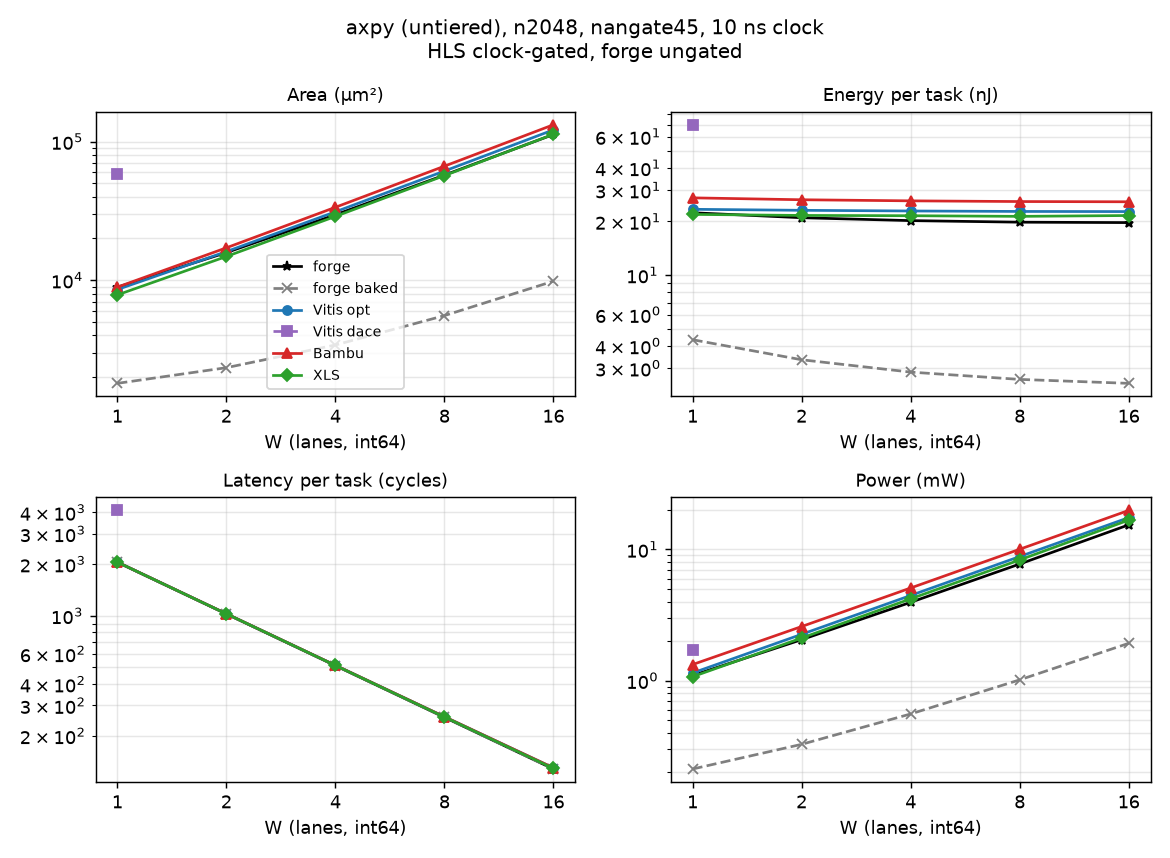 axpy (untiered), n2048, nangate45, 10 ns clock
HLS clock-gated, forge ungated
Area (µm²)
10⁵
10⁴
forge
forge baked
Vitis opt
Vitis dace
Bambu
XLS
1 2 4 8 16
W (lanes, int64)
Energy per task (nJ)
6 × 10¹
4 × 10¹
3 × 10¹
2 × 10¹
10¹
6 × 10⁰
4 × 10⁰
3 × 10⁰
1 2 4 8 16
W (lanes, int64)
Latency per task (cycles)
4 × 10³
3 × 10³
2 × 10³
10³
6 × 10²
4 × 10²
3 × 10²
2 × 10²
1 2 4 8 16
W (lanes, int64)
Power (mW)
10¹
10⁰
1 2 4 8 16
W (lanes, int64)